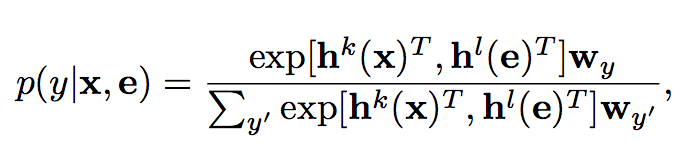 p(y|x, e) = exp[h^k(x)^T, h^l(e)^T]w_y / ∑_{y′} exp[h^k(x)^T, h^l(e)^T]w_{y′},